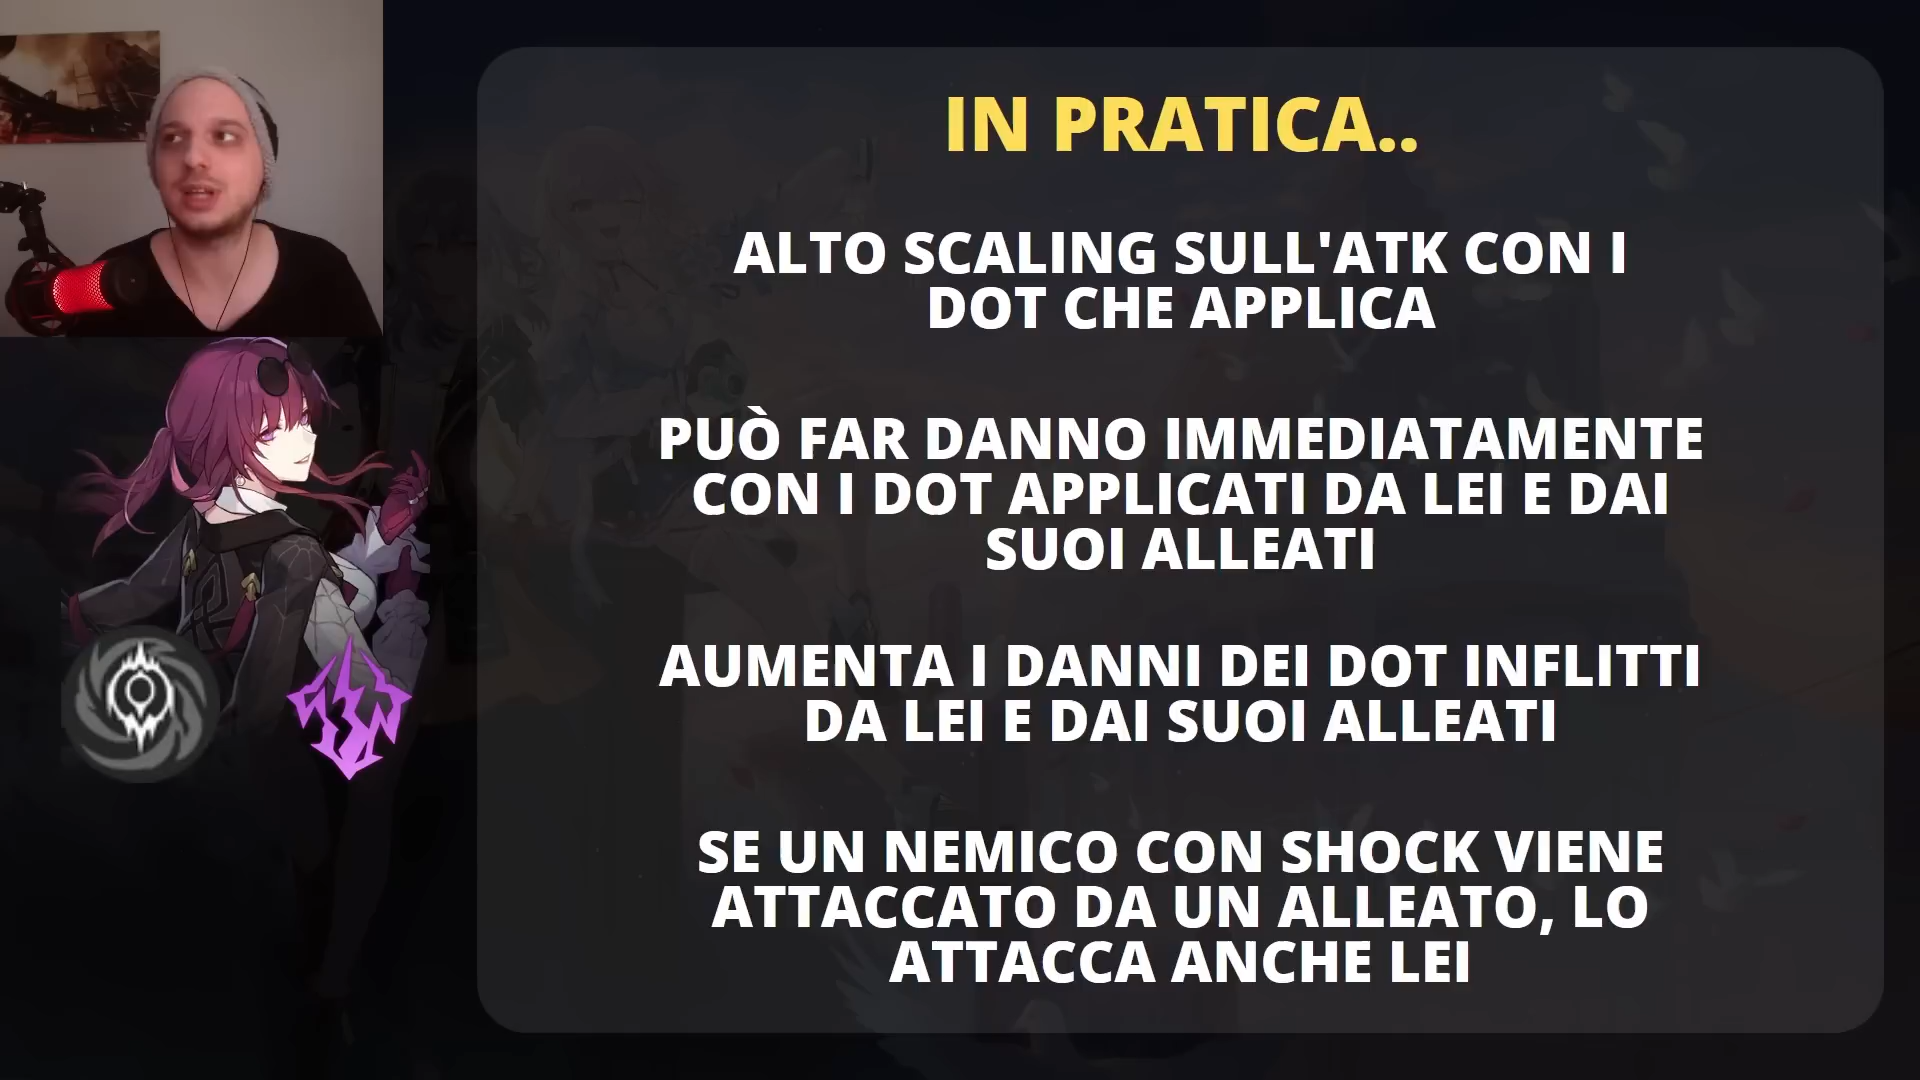 IN PRATICA..
ALTO SCALING SULL'ATK CON I
DOT CHE APPLICA
PUÒ FAR DANNO IMMEDIATAMENTE
CON I DOT APPLICATI DA LEI E DAI
SUOI ALLEATI
AUMENTA I DANNI DEI DOT INFLITTI
DA LEI E DAI SUOI ALLEATI
SE UN NEMICO CON SHOCK VIENE
ATTACCATO DA UN ALLEATO, LO
ATTACCA ANCHE LEI